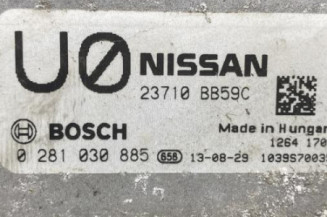 U0 NISSAN
23710 BB59C
BOSCH Made in Hungar
1264 170
0 281 030 885 656 13-08-29 1039S7003